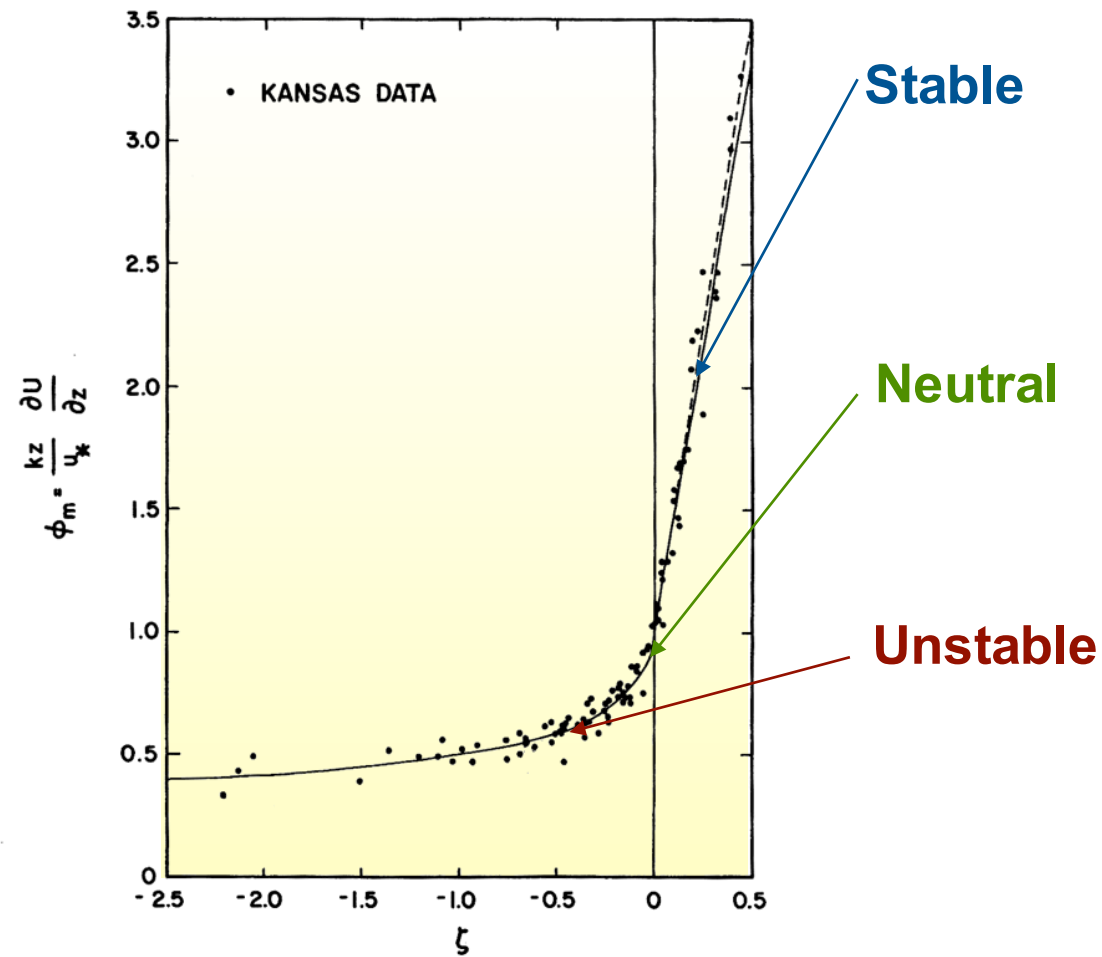 3.5
• KANSAS DATA
Stable
3.0
2.5
Neutral
2.0
ϕm = kz/u* ∂U/∂z
1.5
1.0
Unstable
0.5
0
-2.5 -2.0 -1.5 -1.0 -0.5 0 0.5
ζ